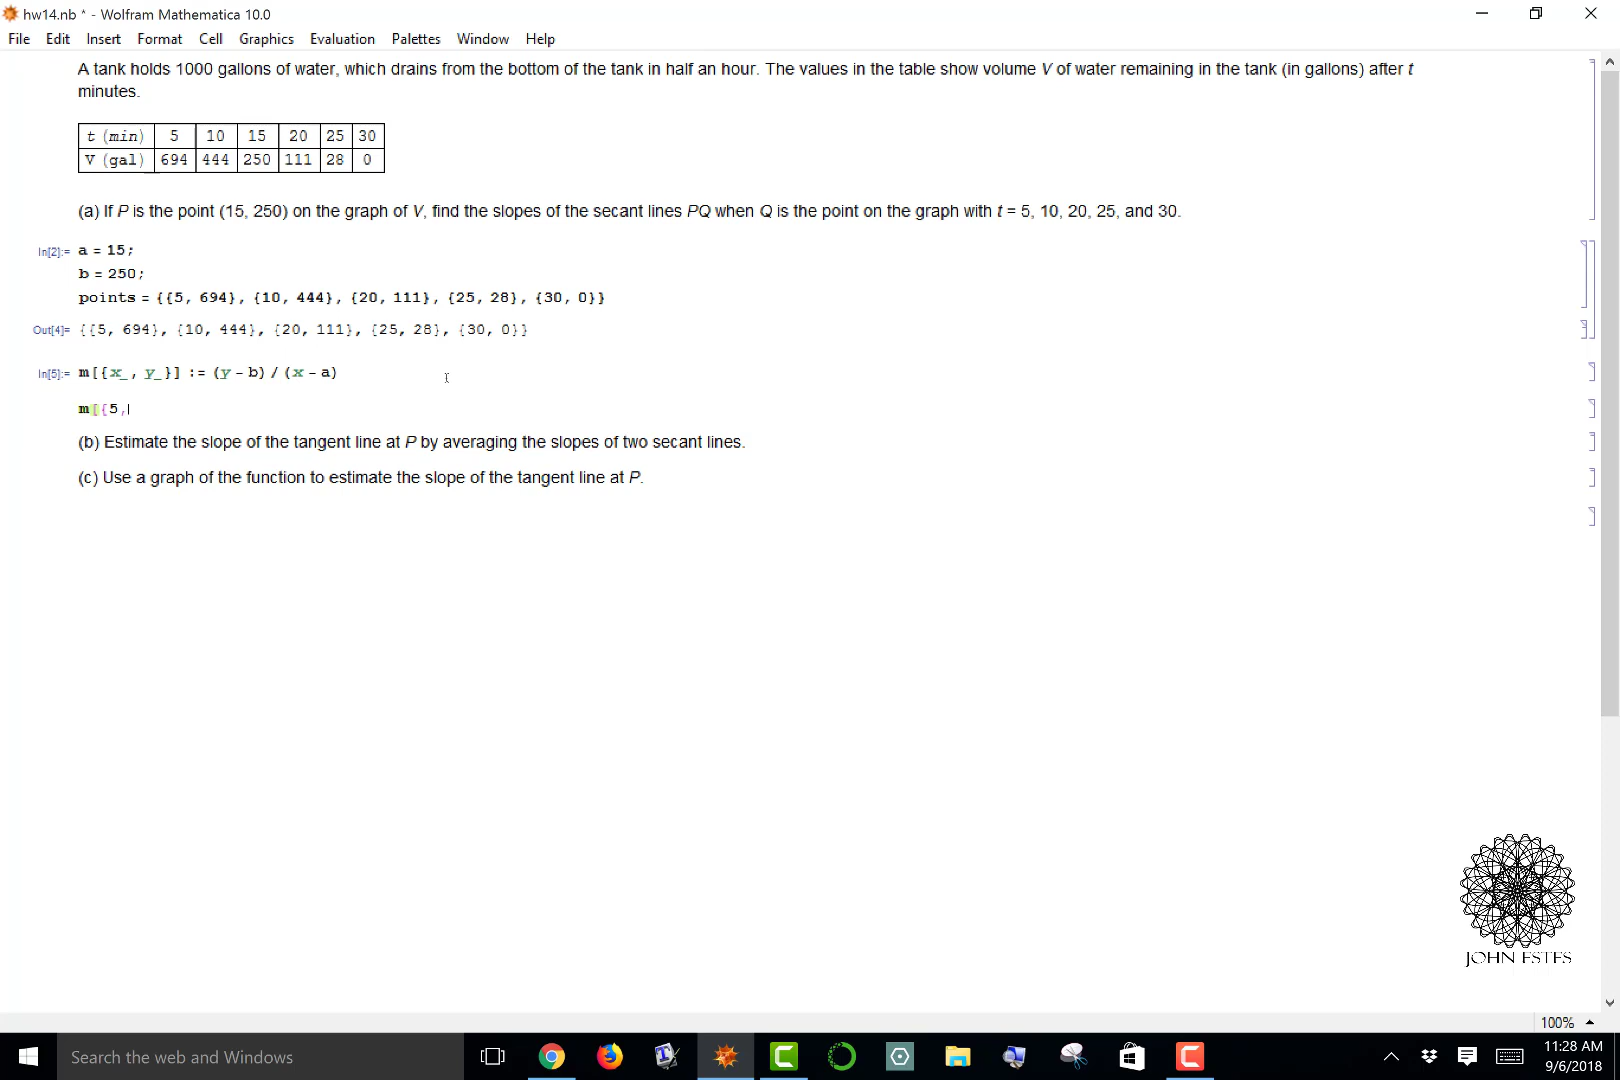 hw14.nb * - Wolfram Mathematica 10.0
File Edit Insert Format Cell Graphics Evaluation Palettes Window Help
A tank holds 1000 gallons of water, which drains from the bottom of the tank in half an hour. The values in the table show volume V of water remaining in the tank (in gallons) after t
minutes.
t (min) 5 10 15 20 25 30
V (gal) 694 444 250 111 28 0
(a) If P is the point (15, 250) on the graph of V, find the slopes of the secant lines PQ when Q is the point on the graph with t = 5, 10, 20, 25, and 30.
In[2]:= a = 15;
b = 250;
points = {{5, 694}, {10, 444}, {20, 111}, {25, 28}, {30, 0}}
Out[4]= {{5, 694}, {10, 444}, {20, 111}, {25, 28}, {30, 0}}
In[5]:= m[{x_, y_}] := (y - b) / (x - a)
m[{5,
(b) Estimate the slope of the tangent line at P by averaging the slopes of two secant lines.
(c) Use a graph of the function to estimate the slope of the tangent line at P.
JOHN ESTES
100%
Search the web and Windows
11:28 AM
9/6/2018